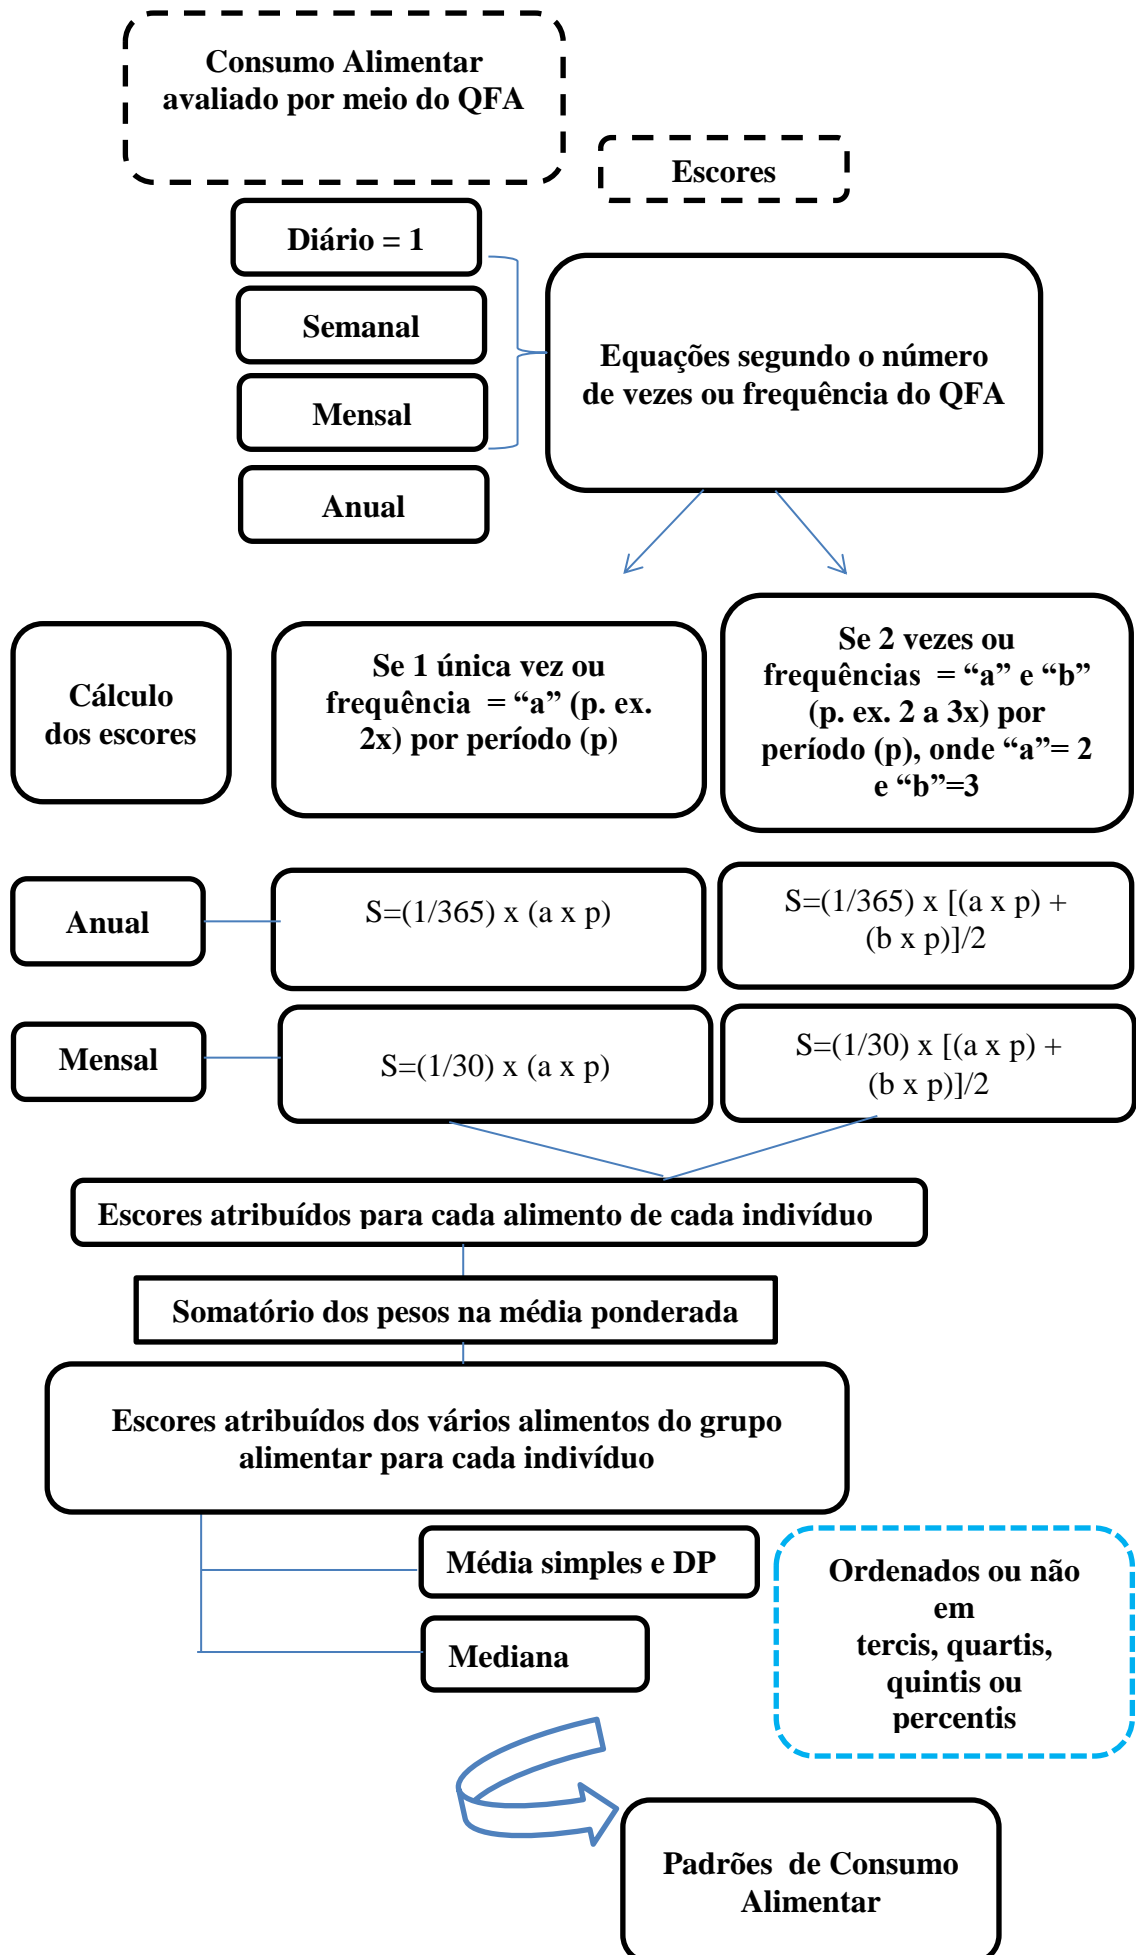 Consumo Alimentar
avaliado por meio do QFA
Escores
Diário = 1
Semanal
Mensal
Anual
Equações segundo o número
de vezes ou frequência do QFA
Cálculo
dos escores
Se 1 única vez ou
frequência = “a” (p. ex.
2x) por período (p)
Se 2 vezes ou
frequências = “a” e “b”
(p. ex. 2 a 3x) por
período (p), onde “a”= 2
e “b”=3
Anual
S=(1/365) x (a x p)
S=(1/365) x [(a x p) +
(b x p)]/2
Mensal
S=(1/30) x (a x p)
S=(1/30) x [(a x p) +
(b x p)]/2
Escores atribuídos para cada alimento de cada indivíduo
Somatório dos pesos na média ponderada
Escores atribuídos dos vários alimentos do grupo
alimentar para cada indivíduo
Média simples e DP
Mediana
Ordenados ou não
em
tercis, quartis,
quintis ou
percentis
Padrões de Consumo
Alimentar